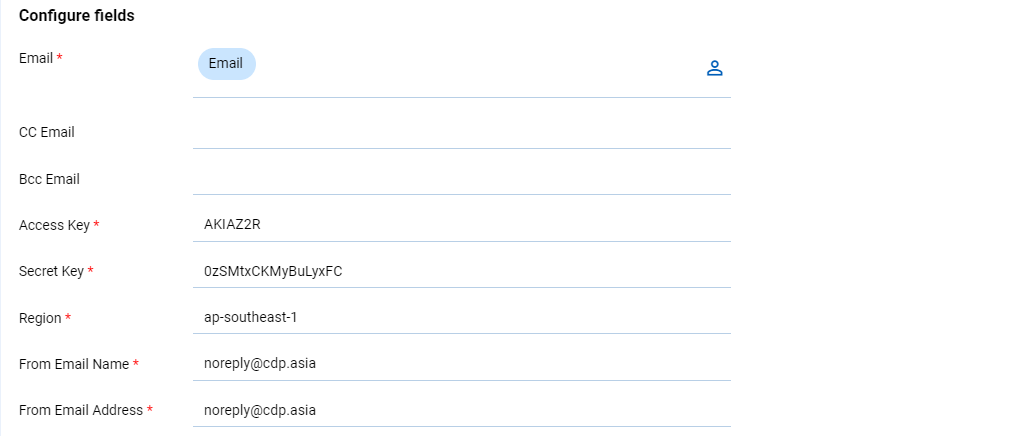 Configure fields
Email * Email
CC Email
Bcc Email
Access Key * AKIAZ2R
Secret Key * 0zSMtxCKMyBuLyxFC
Region * ap-southeast-1
From Email Name * noreply@cdp.asia
From Email Address * noreply@cdp.asia